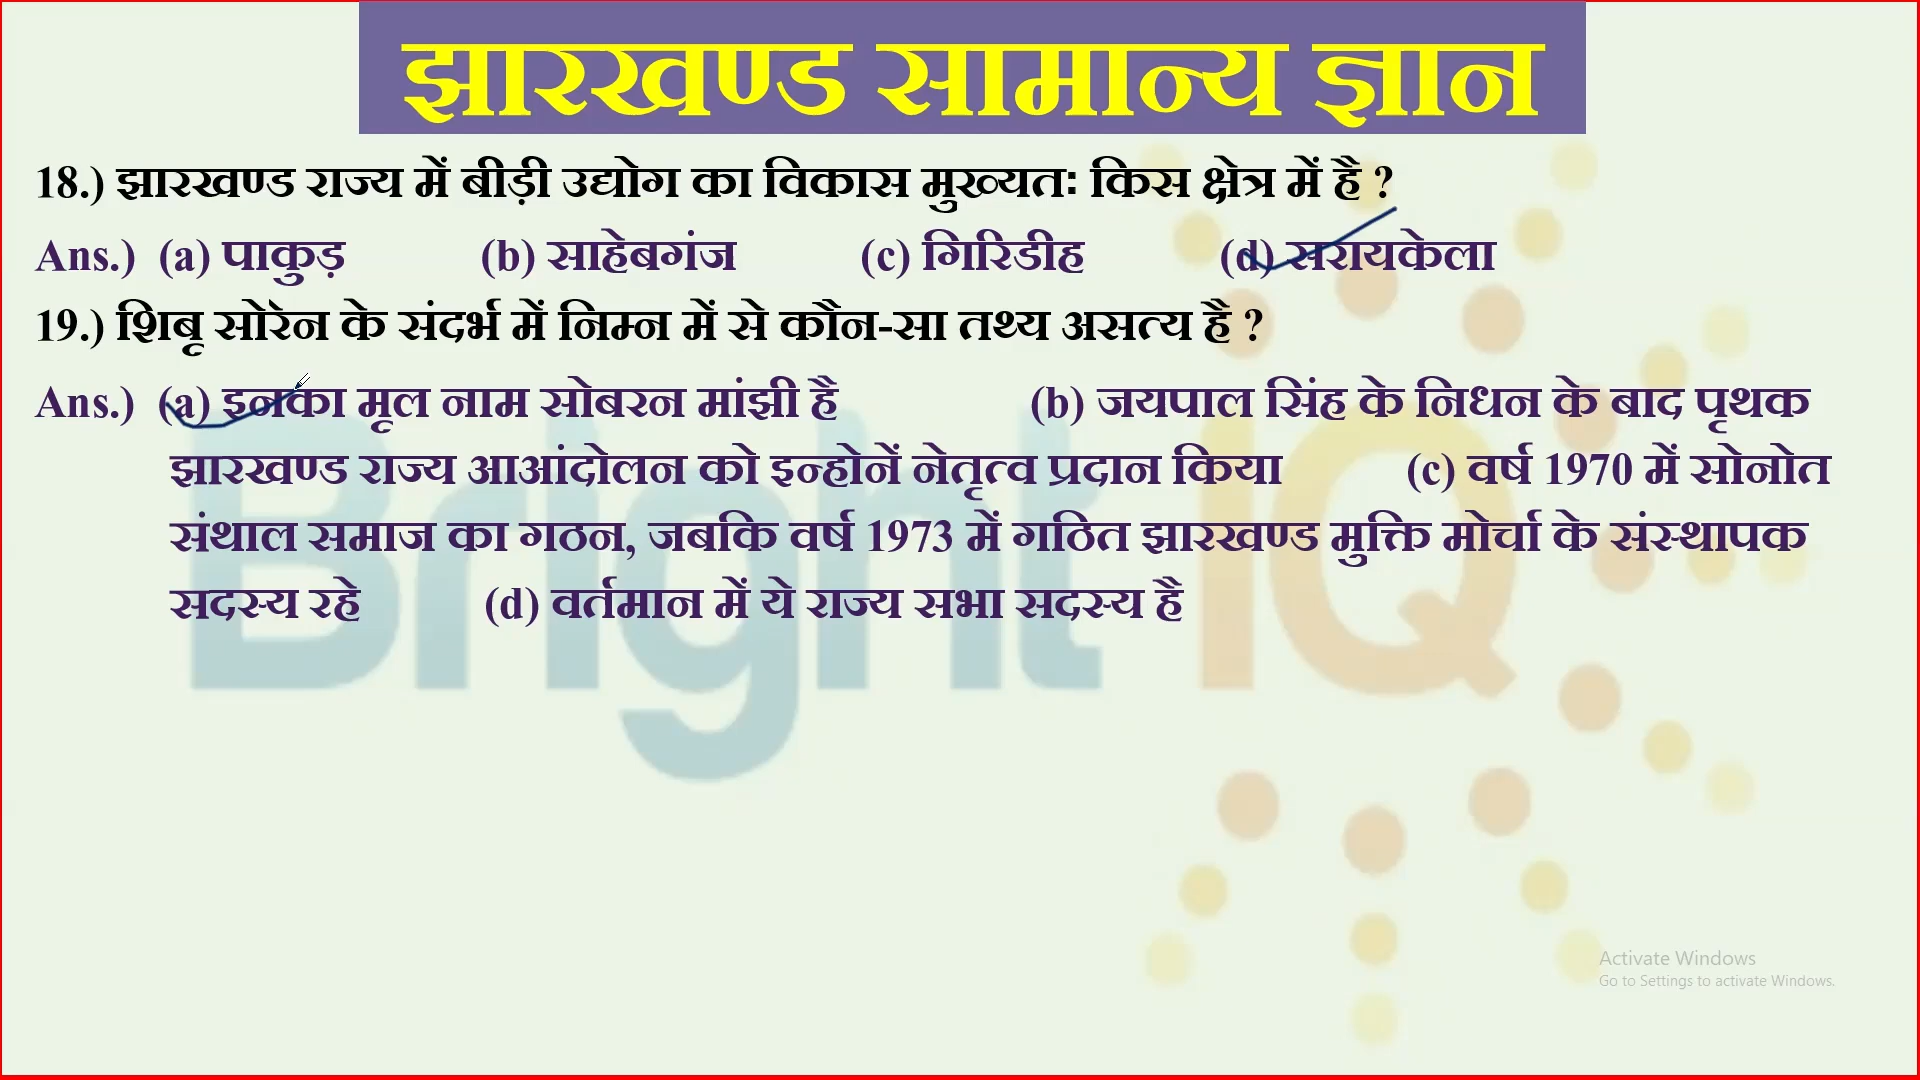 झारखण्ड सामान्य ज्ञान
18.) झारखण्ड राज्य में बीड़ी उद्योग का विकास मुख्यतः किस क्षेत्र में है ?
Ans.) (a) पाकुड़ (b) साहेबगंज (c) गिरिडीह (d) सरायकेला
19.) शिबू सोरेन के संदर्भ में निम्न में से कौन-सा तथ्य असत्य है ?
Ans.) (a) इनका मूल नाम सोबरन मांझी है (b) जयपाल सिंह के निधन के बाद पृथक
झारखण्ड राज्य आआंदोलन को इन्होनें नेतृत्व प्रदान किया (c) वर्ष 1970 में सोनोत
संथाल समाज का गठन, जबकि वर्ष 1973 में गठित झारखण्ड मुक्ति मोर्चा के संस्थापक
सदस्य रहे (d) वर्तमान में ये राज्य सभा सदस्य है
Bright IQ
Activate Windows
Go to Settings to activate Windows.